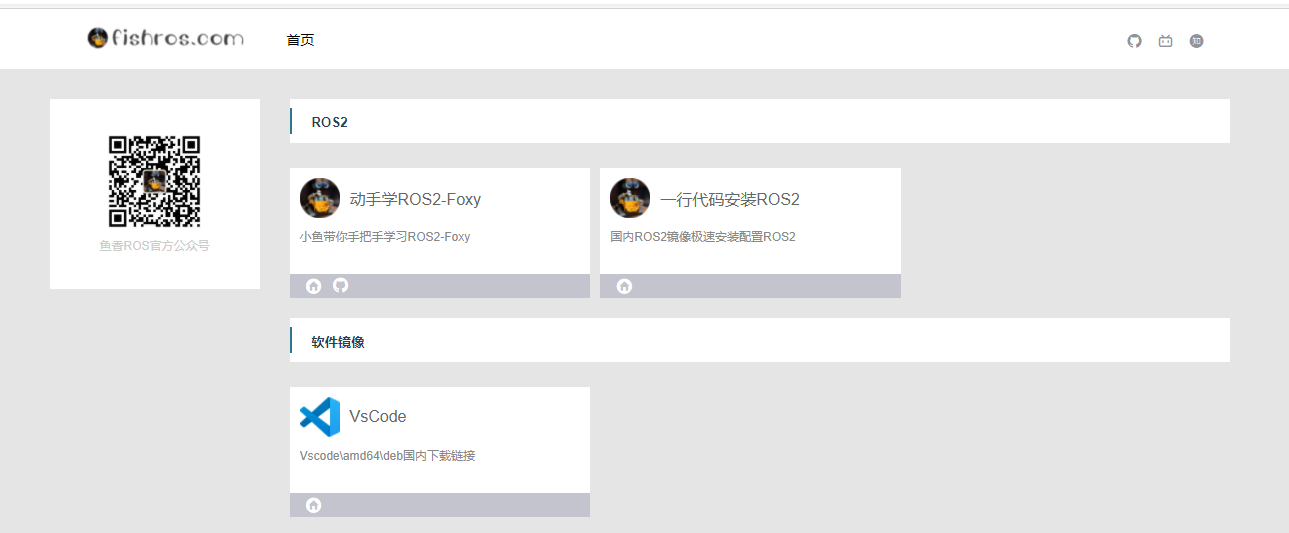 fishros.com
首页
知
鱼香ROS官方公众号
ROS2
动手学ROS2-Foxy
小鱼带你手把手学习ROS2-Foxy
一行代码安装ROS2
国内ROS2镜像极速安装配置ROS2
软件镜像
VsCode
Vscode\amd64\deb国内下载链接